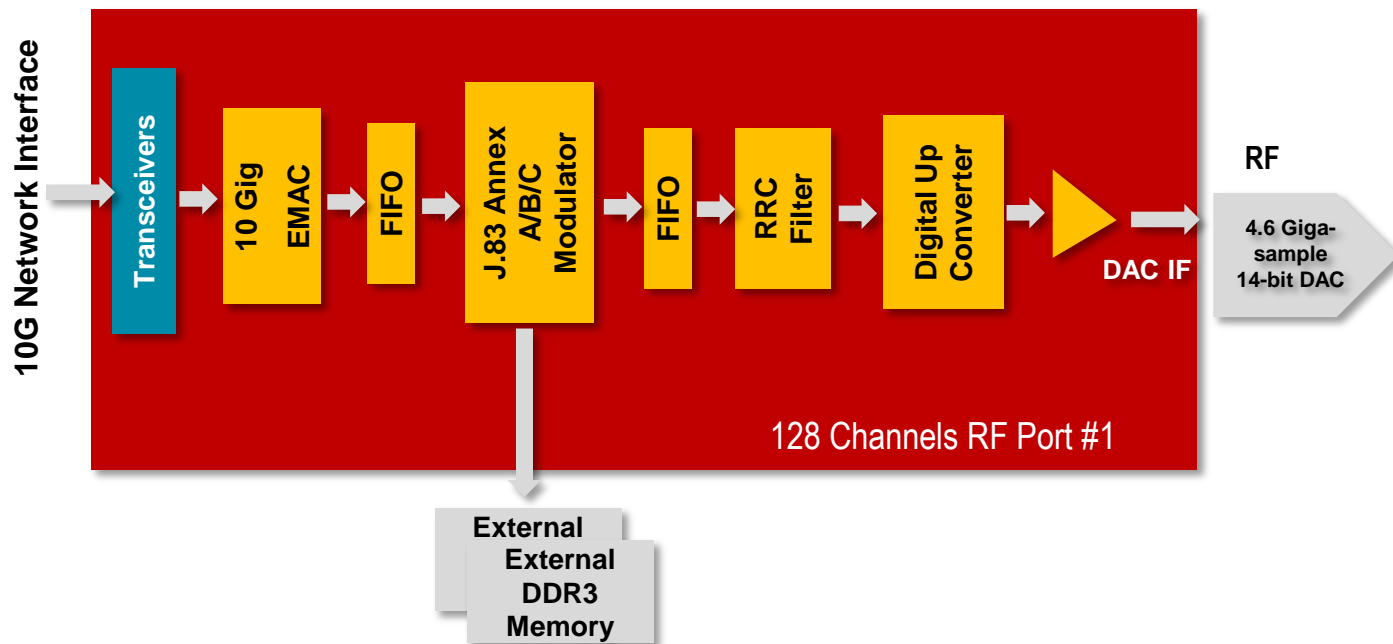 10G Network Interface
Transceivers
10 Gig
EMAC
FIFO
J.83 Annex
A/B/C
Modulator
FIFO
RRC
Filter
Digital Up
Converter
DAC IF
RF
4.6 Giga-
sample
14-bit DAC
128 Channels RF Port #1
External
External
DDR3
Memory